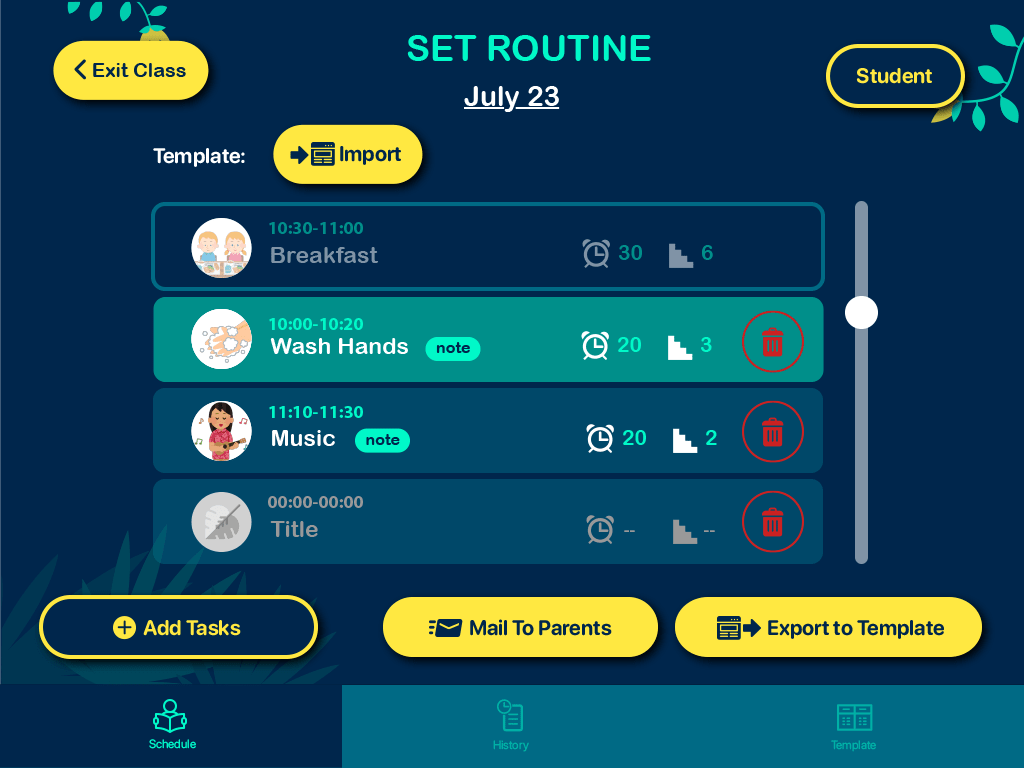 SET ROUTINE
Exit Class
Student
July 23
Template:
Import
10:30-11:00
Breakfast
30
6
10:00-10:20
Wash Hands
note
20
3
11:10-11:30
Music
note
20
2
00:00-00:00
Title
--
--
Add Tasks
Mail To Parents
Export to Template
Schedule
History
Template